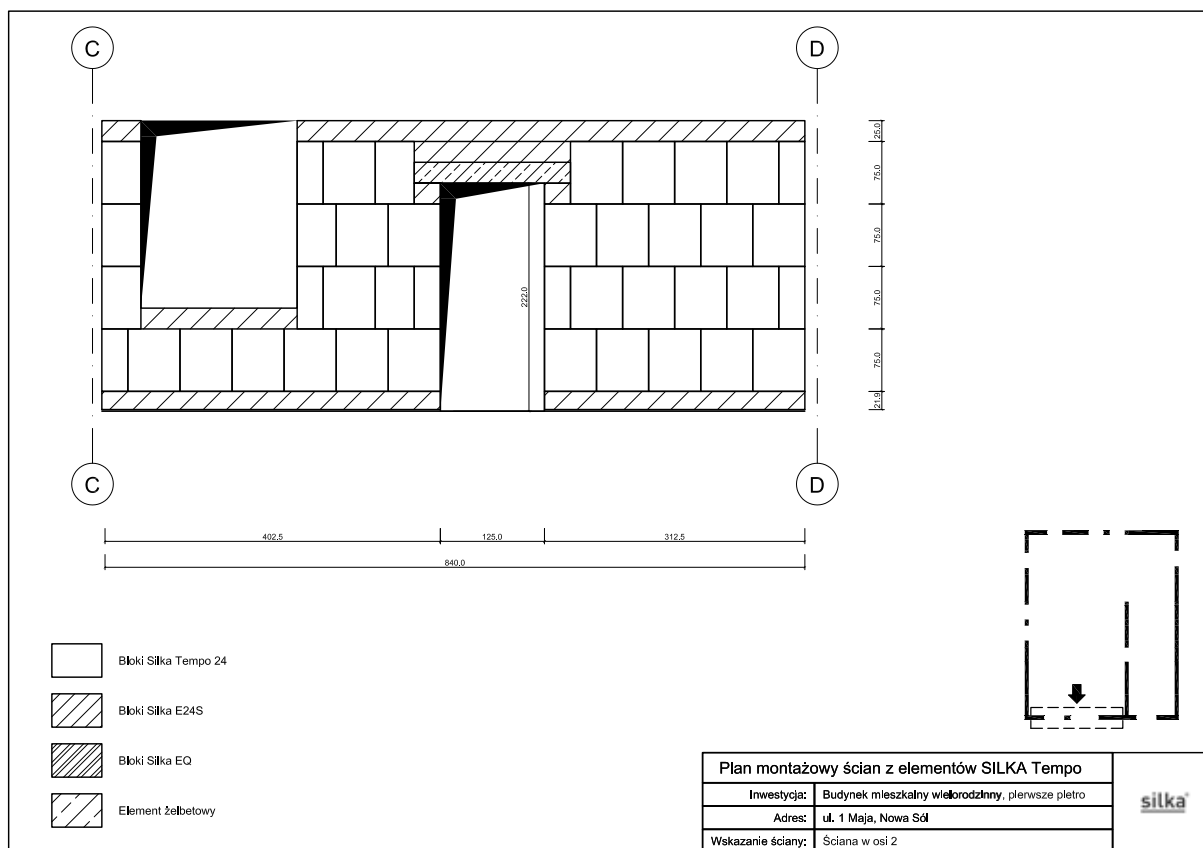 C
D
25.0
75.0
75.0
75.0
75.0
21.9
222.0
C
D
402.5
125.0
312.5
840.0
Bloki Silka Tempo 24
Bloki Silka E24S
Bloki Silka EQ
Element żelbetowy
Plan montażowy ścian z elementów SILKA Tempo
Inwestycja: Budynek mieszkalny wielorodzinny, pierwsze piętro
Adres: ul. 1 Maja, Nowa Sól
Wskazanie ściany: Ściana w osi 2
silka